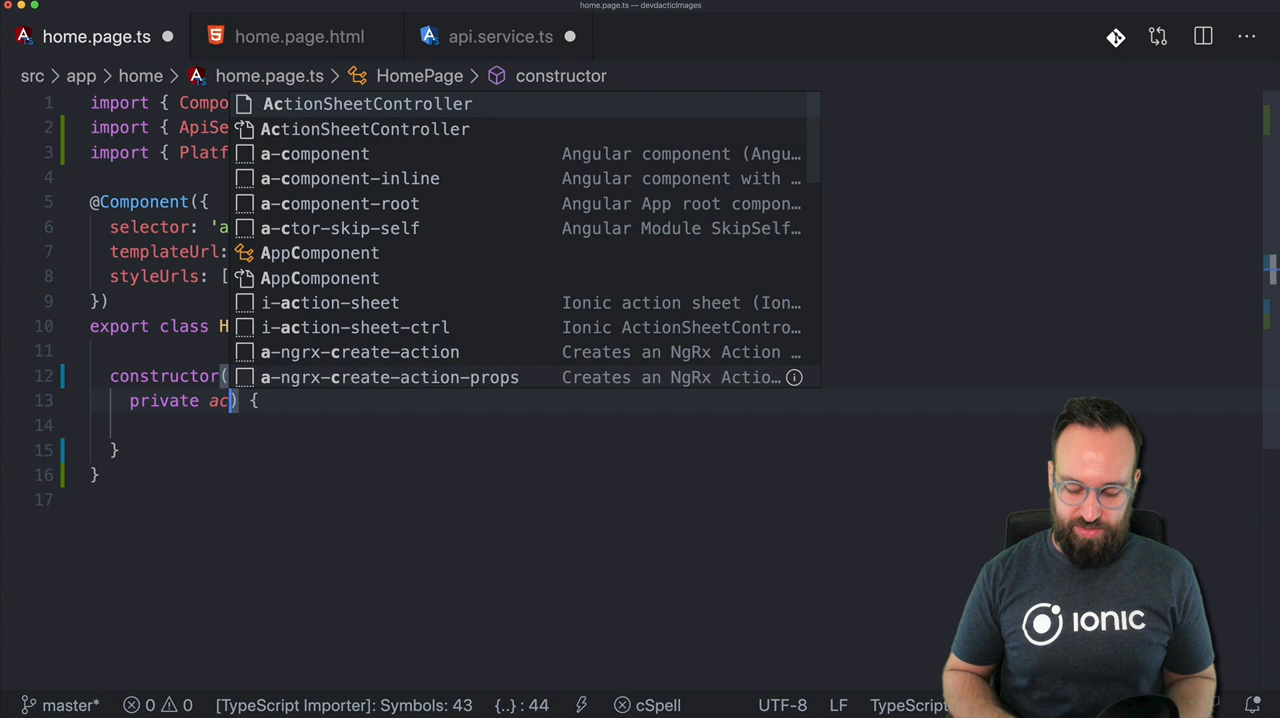 home.page.ts — devdacticImages
home.page.ts
home.page.html
api.service.ts
src > app > home > home.page.ts > HomePage > constructor
1 import { Compo
2 import { ApiSe
3 import { Platf
4
5 @Component({
6 selector: 'a
7 templateUrl:
8 styleUrls: [
9 })
10 export class H
11
12 constructor(
13 private ac) {
14
15 }
16 }
17
ActionSheetController
ActionSheetController
a-component Angular component (Angu…
a-component-inline Angular component with …
a-component-root Angular App root compon…
a-ctor-skip-self Angular Module SkipSelf…
AppComponent
AppComponent
i-action-sheet Ionic action sheet (Ion…
i-action-sheet-ctrl Ionic ActionSheetContro…
a-ngrx-create-action Creates an NgRx Action …
a-ngrx-create-action-props Creates an NgRx Actio…
IONIC
master* 0 0 [TypeScript Importer]: Symbols: 43 {..} : 44 cSpell UTF-8 LF TypeScript